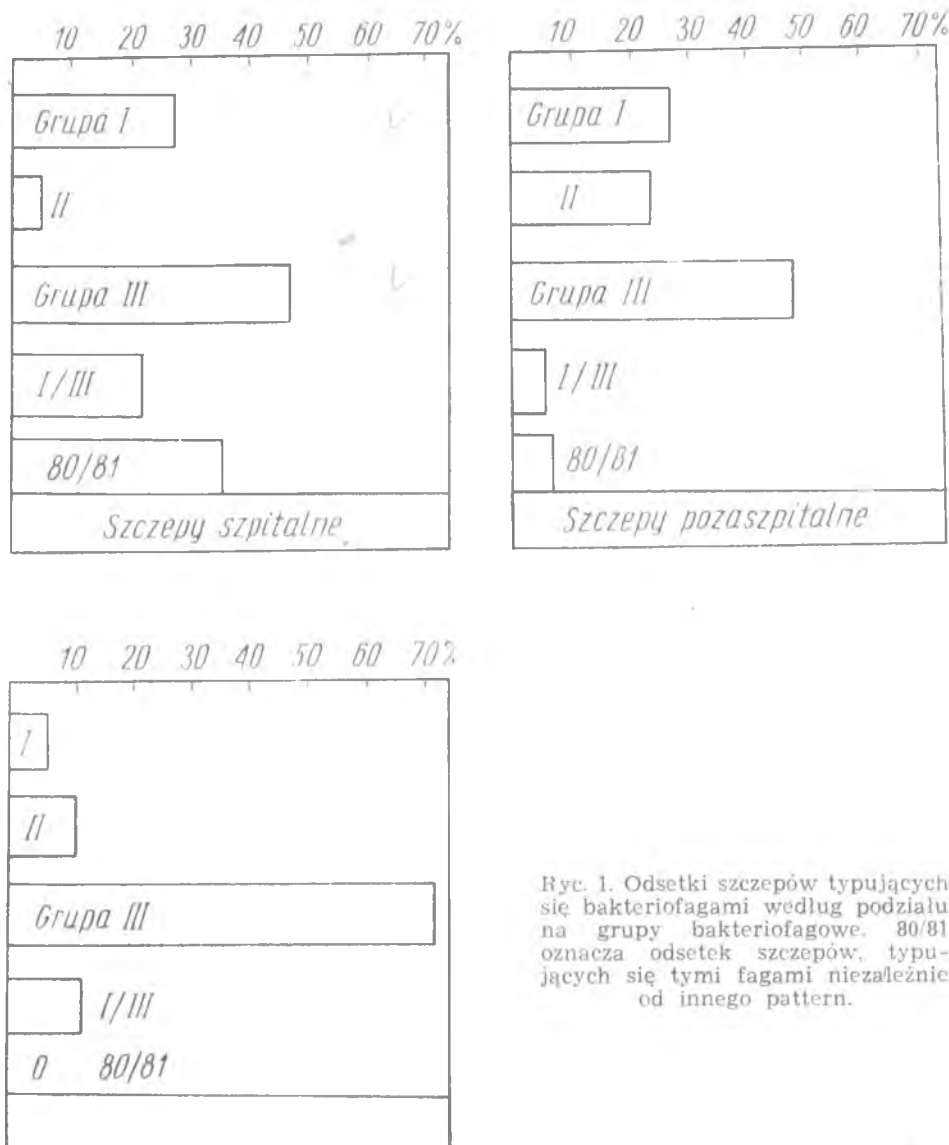 10 20 30 40 50 60 70%
Grupa I
II
Grupa III
I/III
80/81
Szczepy szpitalne
10 20 30 40 50 60 70%
Grupa I
II
Grupa III
I/III
80/81
Szczepy pozaszpitalne
10 20 30 40 50 60 70%
I
II
Grupa III
I/III
0 80/81
Ryc. 1. Odsetki szczepów typujących
się bakteriofagami według podziału
na grupy bakteriofagowe. 80/81
oznacza odsetek szczepów, typu-
jących się tymi fagami niezależnie
od innego pattern.